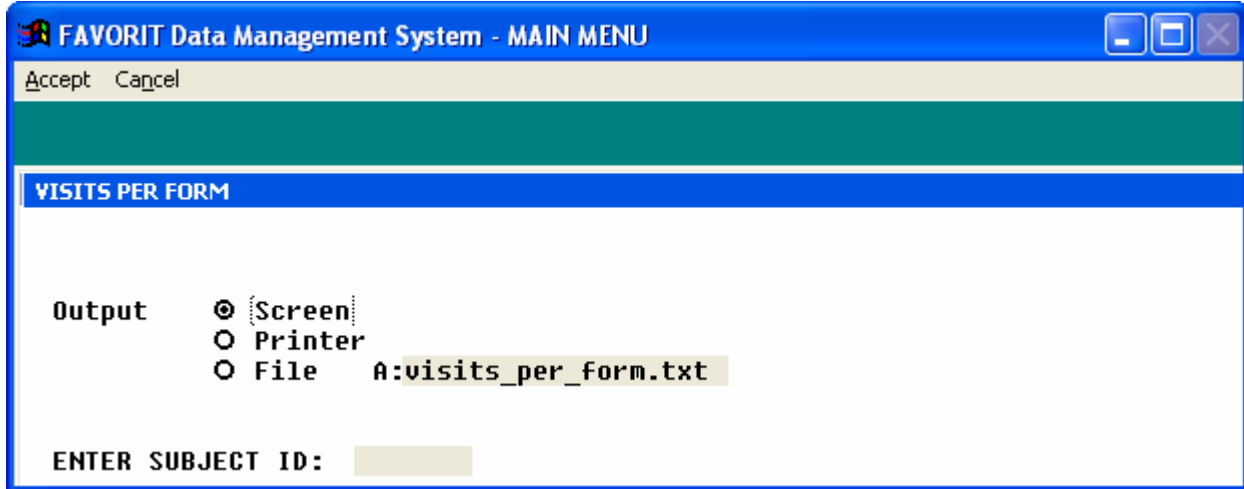 FAVORIT Data Management System - MAIN MENU
Accept Cancel
VISITS PER FORM
Output Screen
Printer
File A:visits_per_form.txt
ENTER SUBJECT ID: